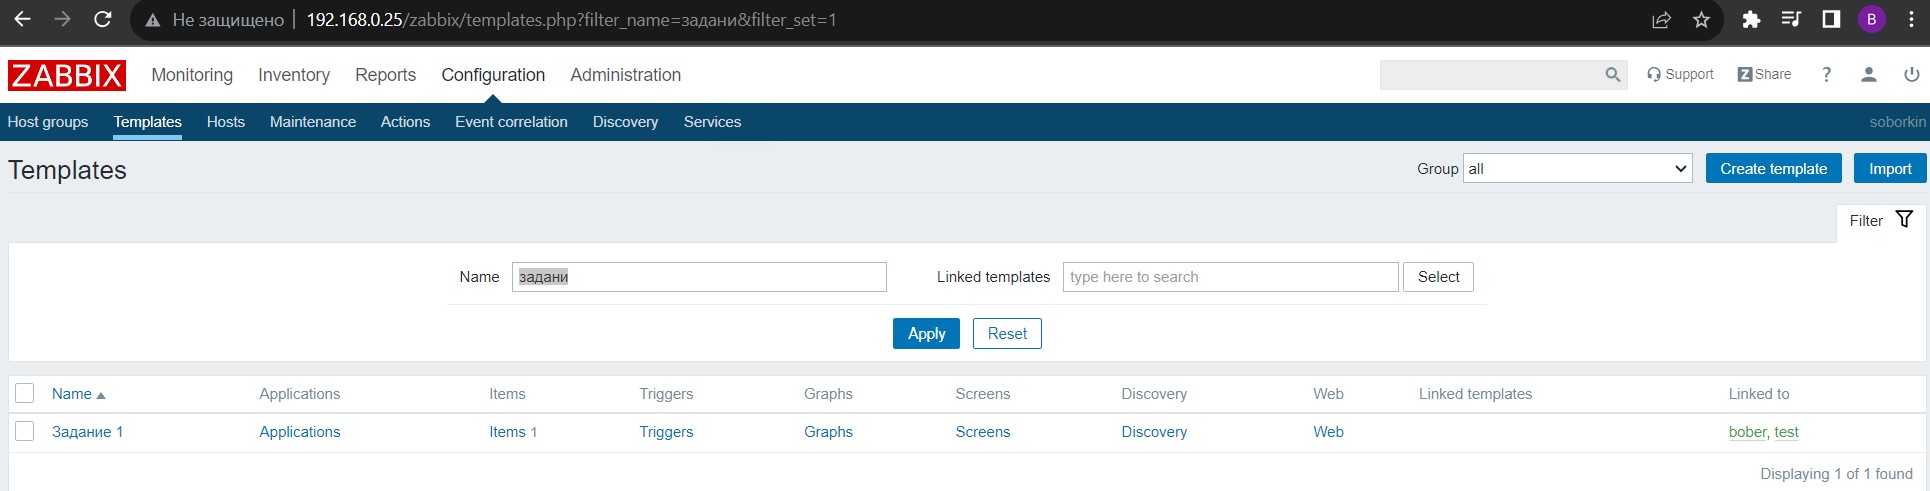 Не защищено 192.168.0.25/zabbix/templates.php?filter_name=задани&filter_set=1
B
ZABBIX Monitoring Inventory Reports Configuration Administration Support Z Share ?
Host groups Templates Hosts Maintenance Actions Event correlation Discovery Services soborkin
Templates Group all Create template Import
Filter
Name задани Linked templates type here to search Select
Apply Reset
Name Applications Items Triggers Graphs Screens Discovery Web Linked templates Linked to
Задание 1 Applications Items 1 Triggers Graphs Screens Discovery Web bober, test
Displaying 1 of 1 found